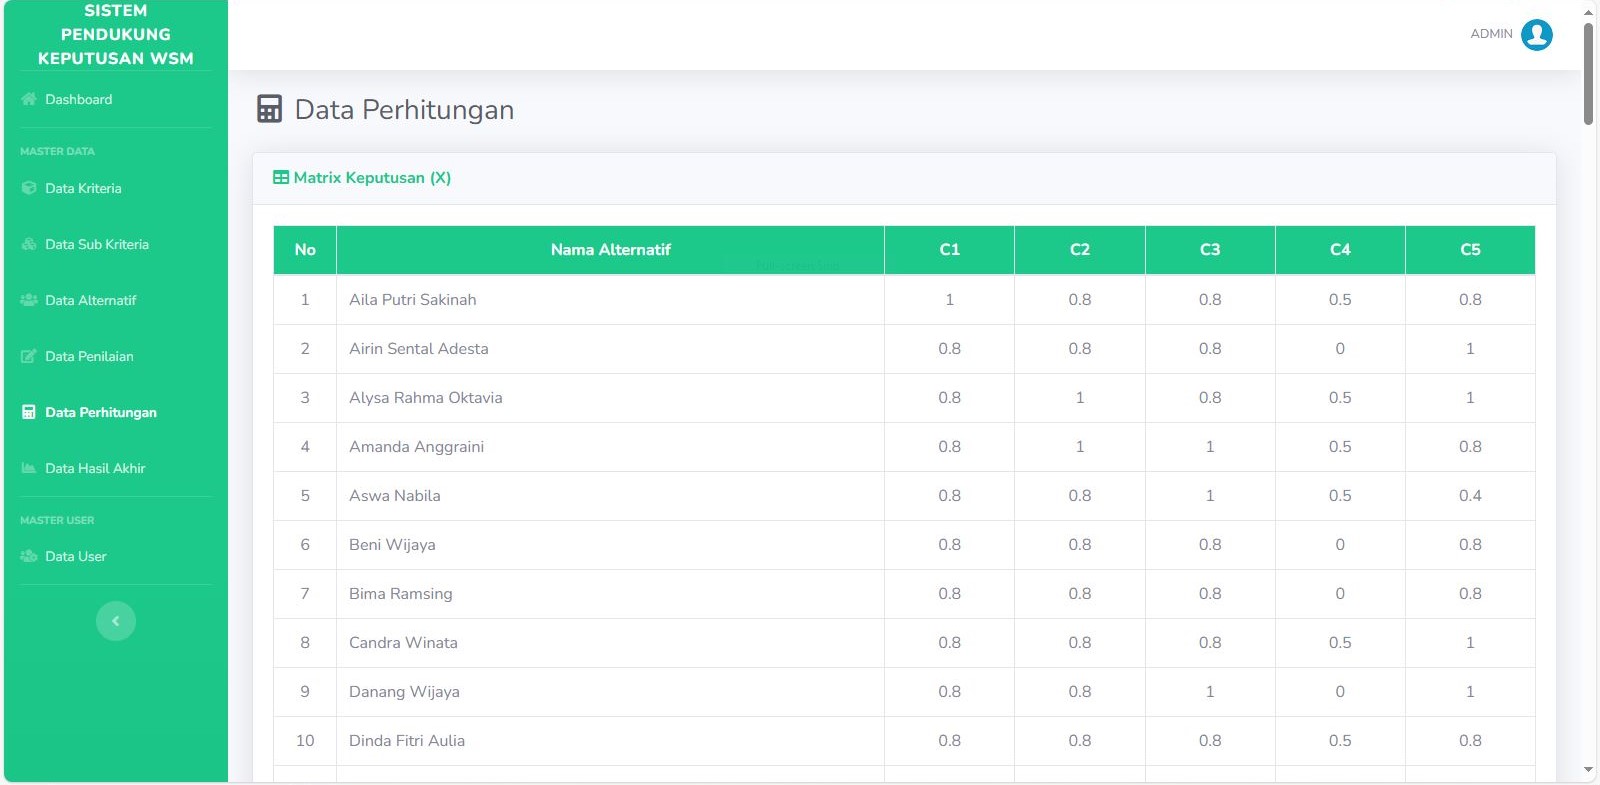 SISTEM
PENDUKUNG
KEPUTUSAN WSM
Dashboard
MASTER DATA
Data Kriteria
Data Sub Kriteria
Data Alternatif
Data Penilaian
Data Perhitungan
Data Hasil Akhir
MASTER USER
Data User
ADMIN
Data Perhitungan
Matrix Keputusan (X)
No Nama Alternatif C1 C2 C3 C4 C5
1 Aila Putri Sakinah 1 0.8 0.8 0.5 0.8
2 Airin Sental Adesta 0.8 0.8 0.8 0 1
3 Alysa Rahma Oktavia 0.8 1 0.8 0.5 1
4 Amanda Anggraini 0.8 1 1 0.5 0.8
5 Aswa Nabila 0.8 0.8 1 0.5 0.4
6 Beni Wijaya 0.8 0.8 0.8 0 0.8
7 Bima Ramsing 0.8 0.8 0.8 0 0.8
8 Candra Winata 0.8 0.8 0.8 0.5 1
9 Danang Wijaya 0.8 0.8 1 0 1
10 Dinda Fitri Aulia 0.8 0.8 0.8 0.5 0.8